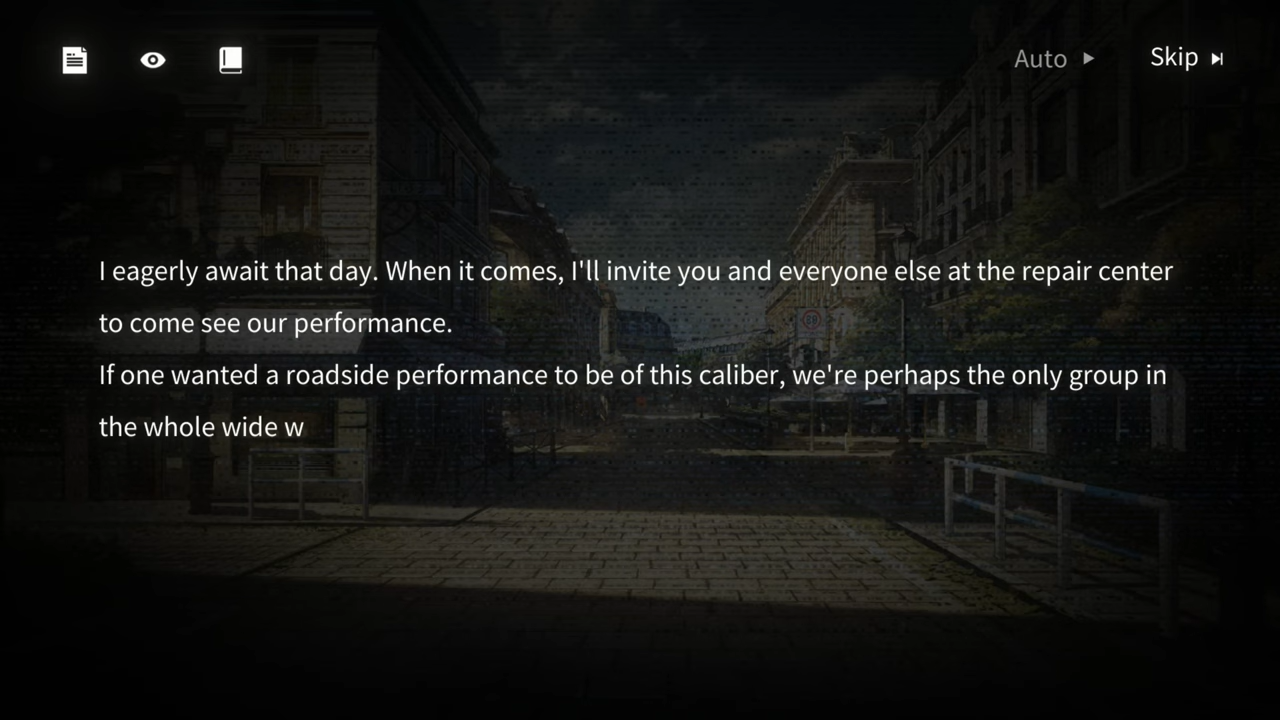 Auto
Skip
I eagerly await that day. When it comes, I'll invite you and everyone else at the repair center
to come see our performance.
If one wanted a roadside performance to be of this caliber, we're perhaps the only group in
the whole wide w